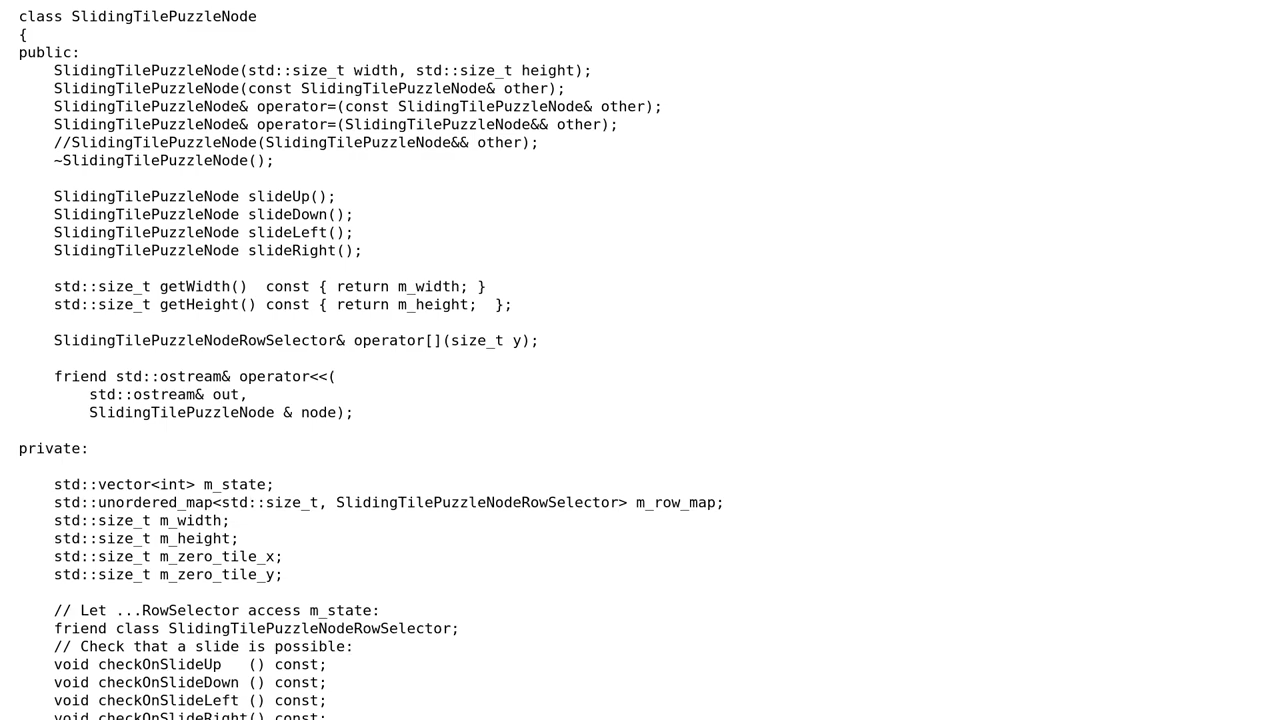 class SlidingTilePuzzleNode
{
public:
    SlidingTilePuzzleNode(std::size_t width, std::size_t height);
    SlidingTilePuzzleNode(const SlidingTilePuzzleNode& other);
    SlidingTilePuzzleNode& operator=(const SlidingTilePuzzleNode& other);
    SlidingTilePuzzleNode& operator=(SlidingTilePuzzleNode&& other);
    //SlidingTilePuzzleNode(SlidingTilePuzzleNode&& other);
    ~SlidingTilePuzzleNode();

    SlidingTilePuzzleNode slideUp();
    SlidingTilePuzzleNode slideDown();
    SlidingTilePuzzleNode slideLeft();
    SlidingTilePuzzleNode slideRight();

    std::size_t getWidth()  const { return m_width; }
    std::size_t getHeight() const { return m_height;  };

    SlidingTilePuzzleNodeRowSelector& operator[](size_t y);

    friend std::ostream& operator<<(
        std::ostream& out,
        SlidingTilePuzzleNode & node);

private:

    std::vector<int> m_state;
    std::unordered_map<std::size_t, SlidingTilePuzzleNodeRowSelector> m_row_map;
    std::size_t m_width;
    std::size_t m_height;
    std::size_t m_zero_tile_x;
    std::size_t m_zero_tile_y;

    // Let ...RowSelector access m_state:
    friend class SlidingTilePuzzleNodeRowSelector;
    // Check that a slide is possible:
    void checkOnSlideUp   () const;
    void checkOnSlideDown () const;
    void checkOnSlideLeft () const;
    void checkOnSlideRight() const;